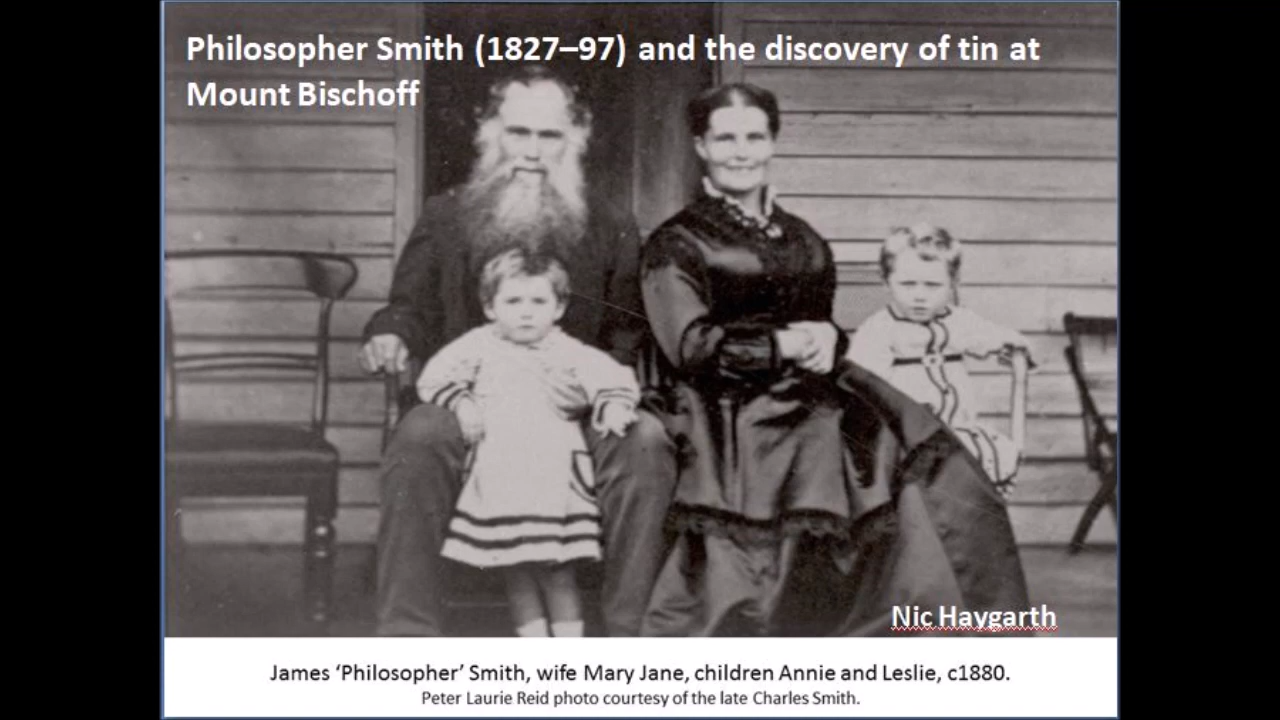 Philosopher Smith (1827–97) and the discovery of tin at
Mount Bischoff
Nic Haygarth
James ‘Philosopher’ Smith, wife Mary Jane, children Annie and Leslie, c1880.
Peter Laurie Reid photo courtesy of the late Charles Smith.